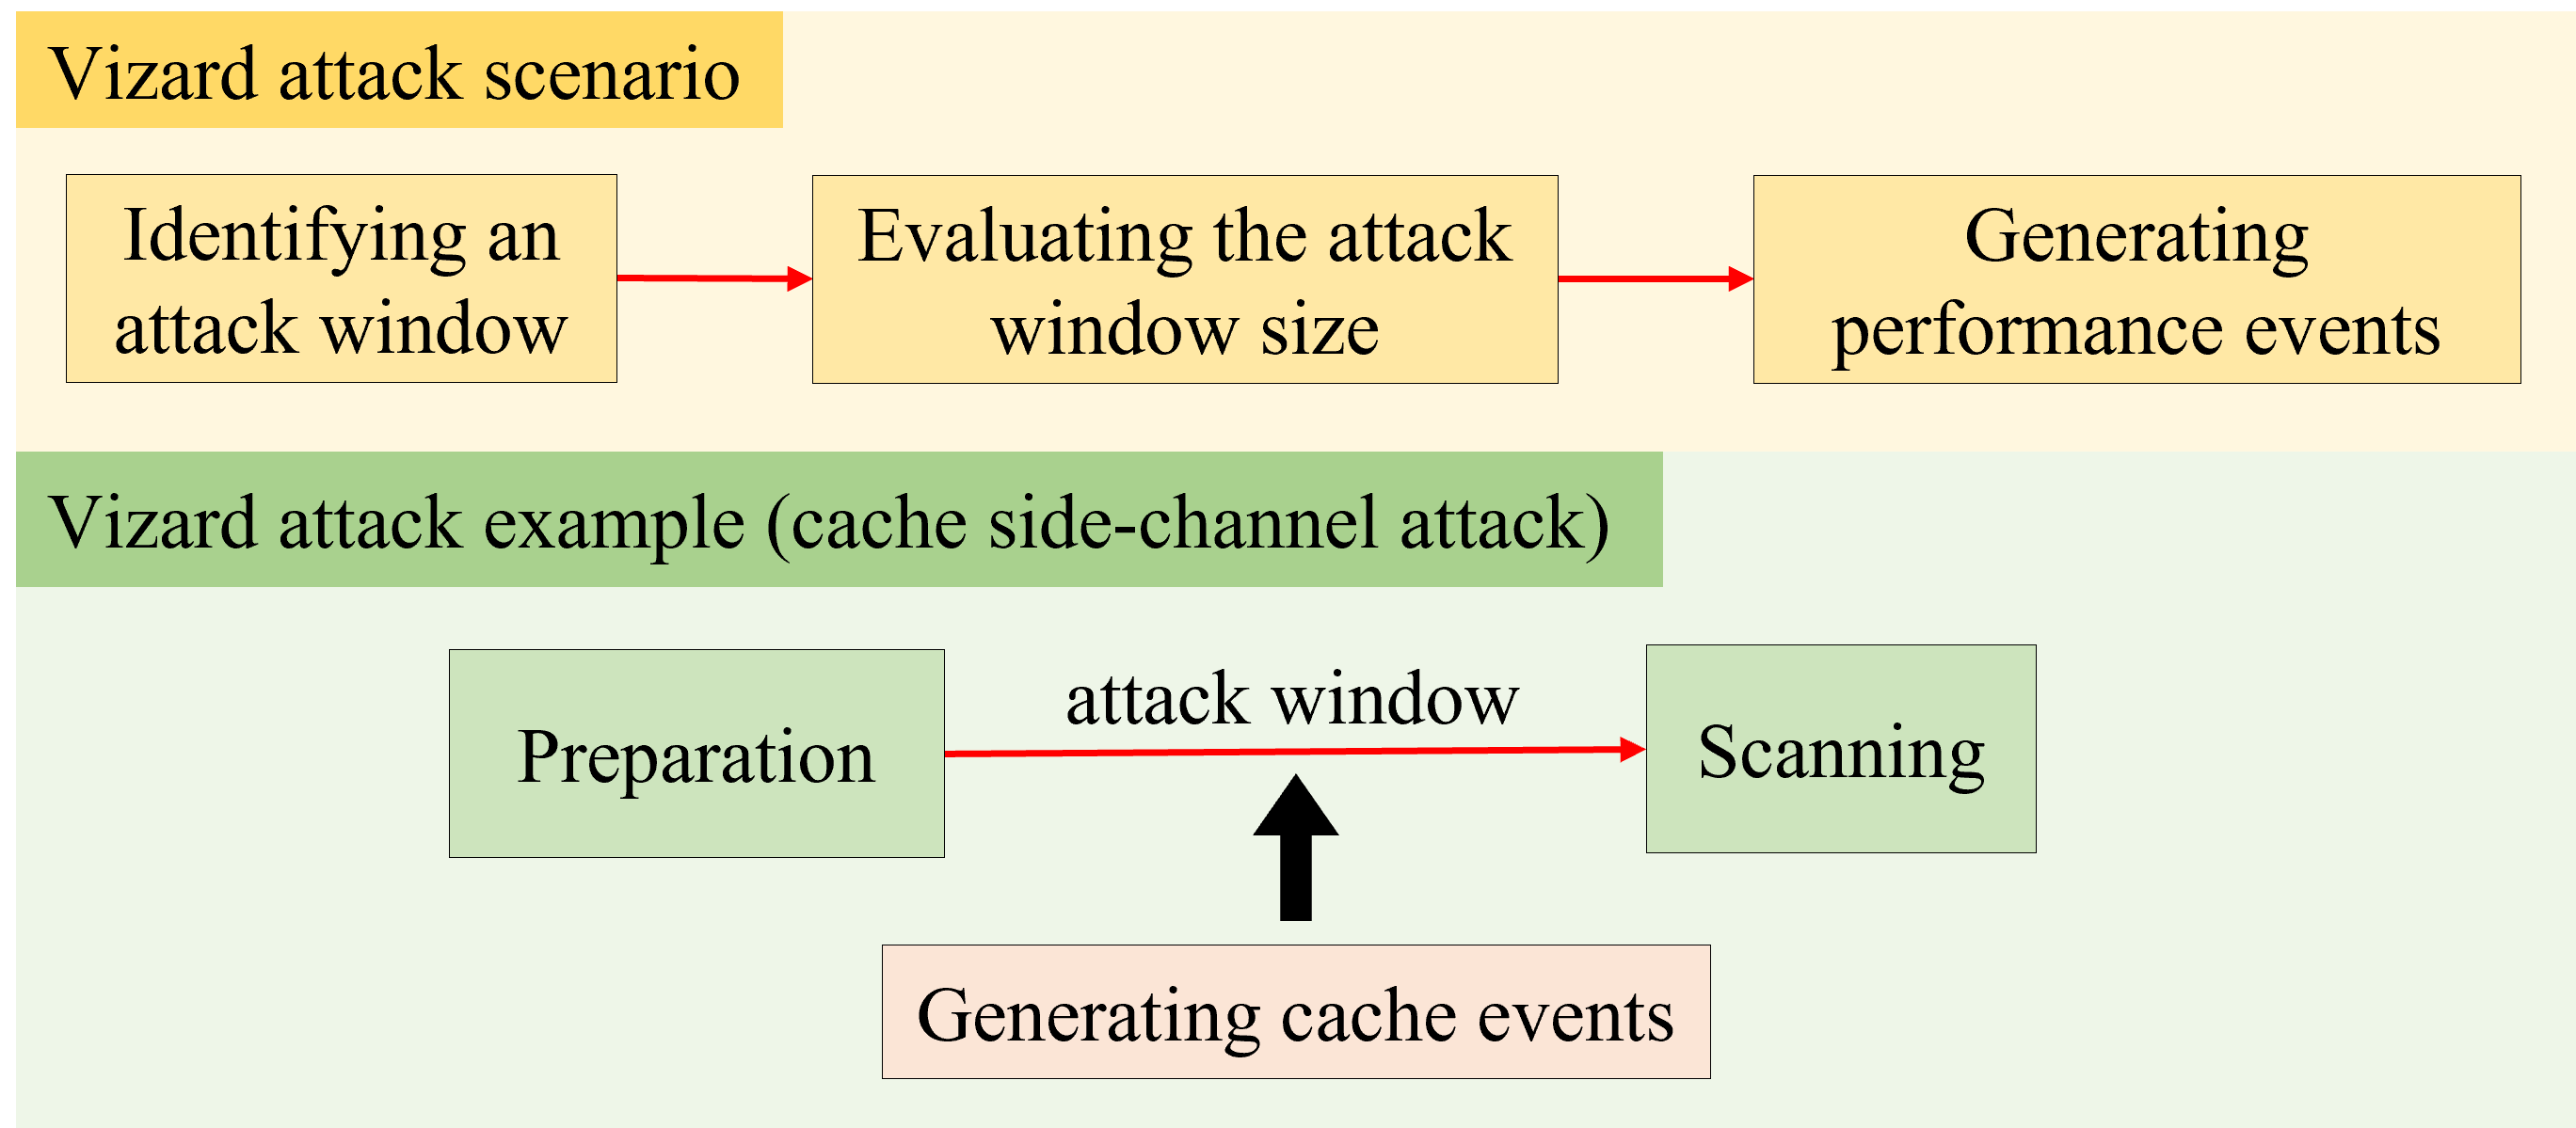 Vizard attack scenario
Identifying an
attack window
Evaluating the attack
window size
Generating
performance events
Vizard attack example (cache side-channel attack)
Preparation
attack window
Scanning
Generating cache events